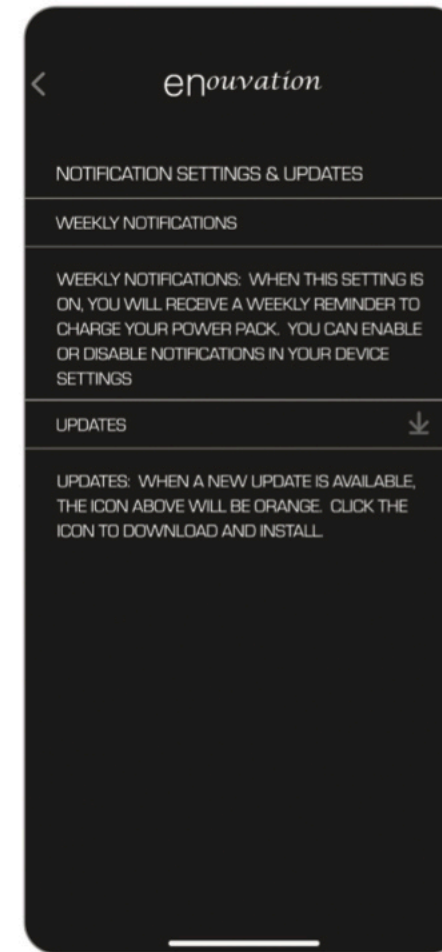 enouvation
NOTIFICATION SETTINGS & UPDATES
WEEKLY NOTIFICATIONS
WEEKLY NOTIFICATIONS: WHEN THIS SETTING IS
ON, YOU WILL RECEIVE A WEEKLY REMINDER TO
CHARGE YOUR POWER PACK. YOU CAN ENABLE
OR DISABLE NOTIFICATIONS IN YOUR DEVICE
SETTINGS
UPDATES
UPDATES: WHEN A NEW UPDATE IS AVAILABLE,
THE ICON ABOVE WILL BE ORANGE. CLICK THE
ICON TO DOWNLOAD AND INSTALL.